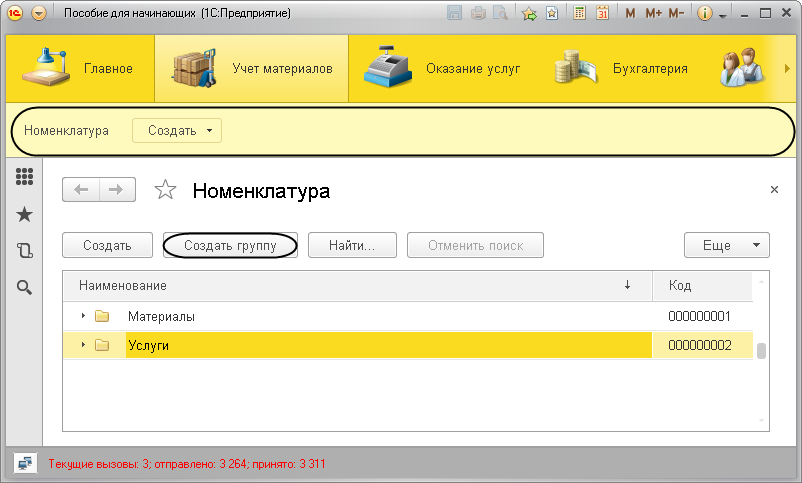 Пособие для начинающих (1С:Предприятие)
31 M M+ M-
Главное Учет материалов Оказание услуг Бухгалтерия
Номенклатура Создать
Номенклатура
Создать Создать группу Найти... Отменить поиск Еще
Наименование Код
Материалы 000000001
Услуги 000000002
Текущие вызовы: 3; отправлено: 3 264; принято: 3 311